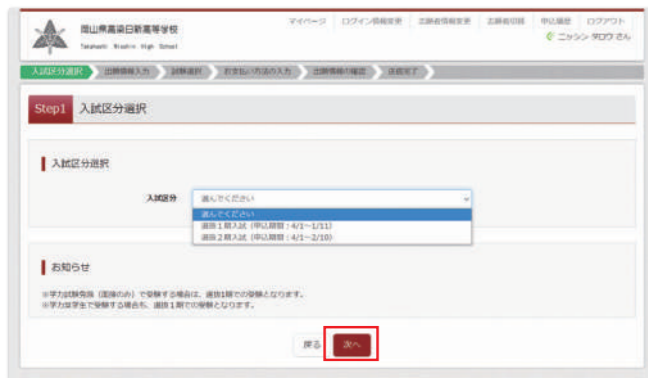 マイページ ログイン情報変更 志願者情報変更 志願者切替 申込履歴 ログアウト
岡山県高梁日新高等学校
Takahashi Nisshin High School
ニッシン タロウ さん
入試区分選択 出願情報入力 試験選択 お支払い方法の入力 出願情報の確認 送信完了
Step1 入試区分選択
入試区分選択
入試区分 選んでください
選んでください
選抜1期入試（申込期間：4/1～1/11）
選抜2期入試（申込期間：4/1～2/10）
お知らせ
※学力試験免除（面接のみ）で受験する場合は、選抜1期での受験となります。
※学力奨学生で受験する場合も、選抜1期での受験となります。
戻る 次へ